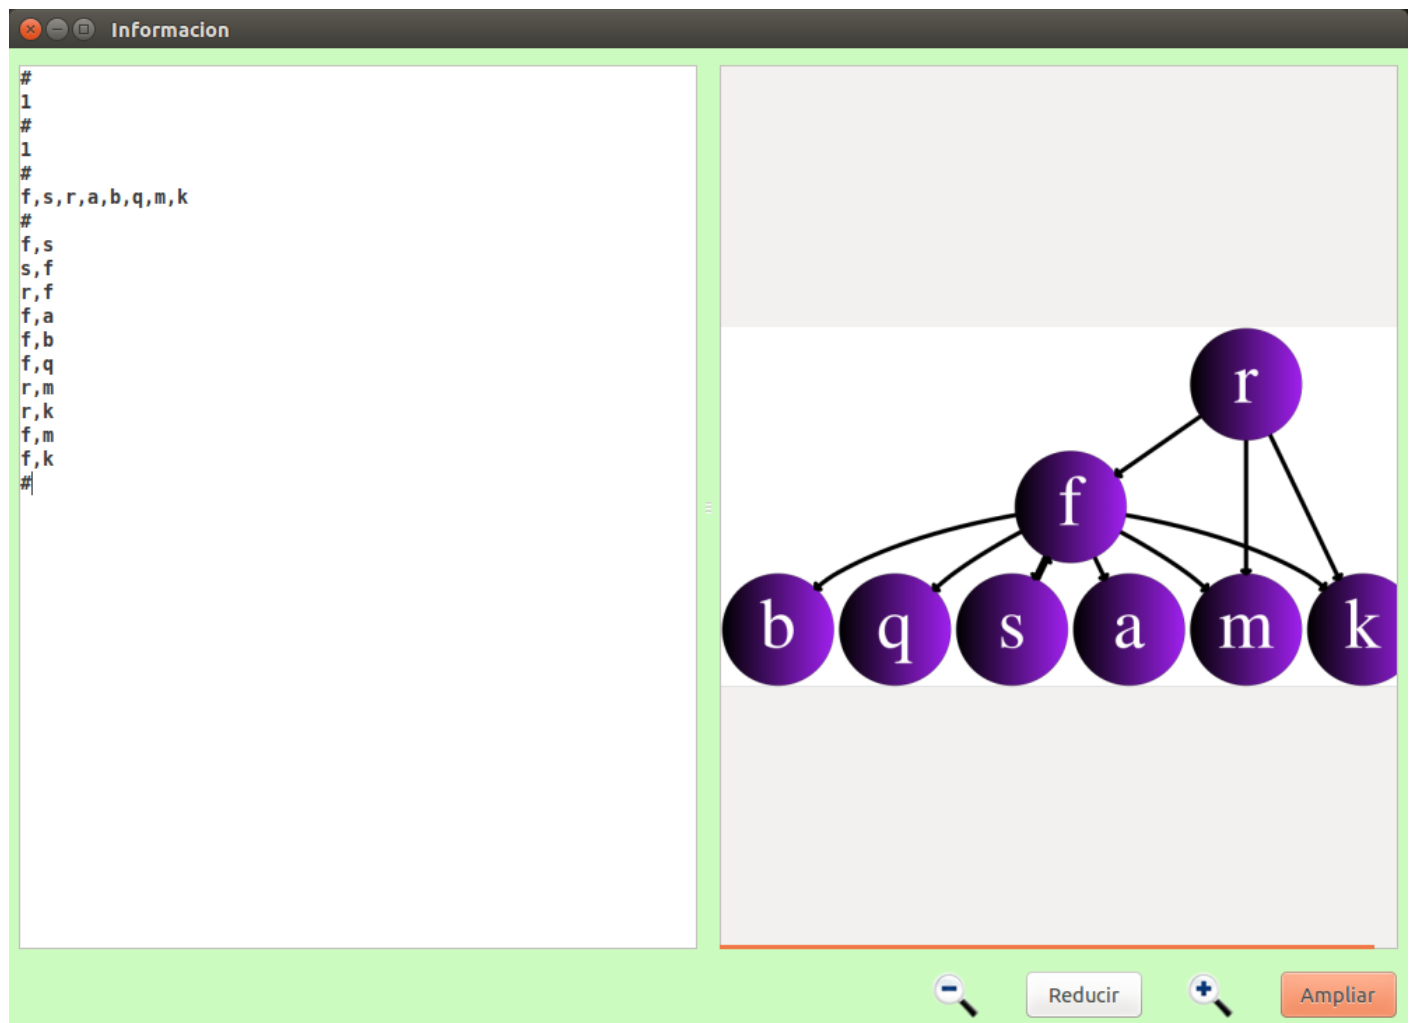 Informacion
#
1
#
1
#
f,s,r,a,b,q,m,k
#
f,s
s,f
r,f
f,a
f,b
f,q
r,m
r,k
f,m
f,k
#
r
f
b q s a m k
Reducir Ampliar